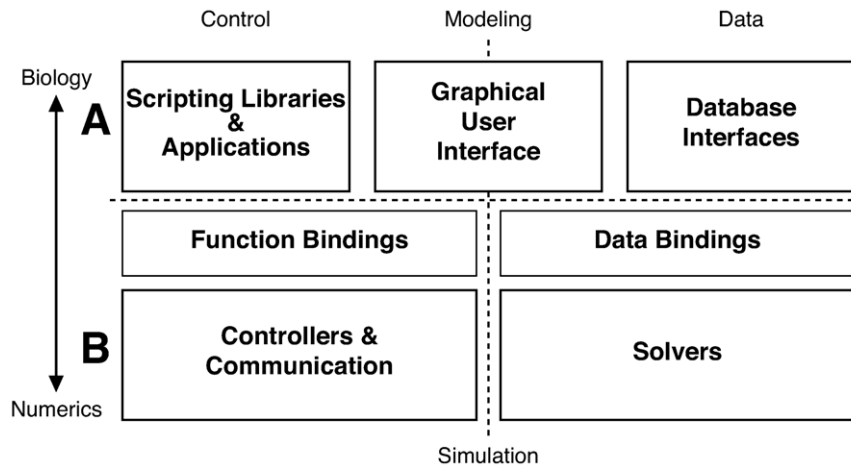 Control
Modeling
Data
Biology
A
Scripting Libraries
&
Applications
Graphical
User
Interface
Database
Interfaces
Function Bindings
Data Bindings
B
Controllers &
Communication
Solvers
Numerics
Simulation